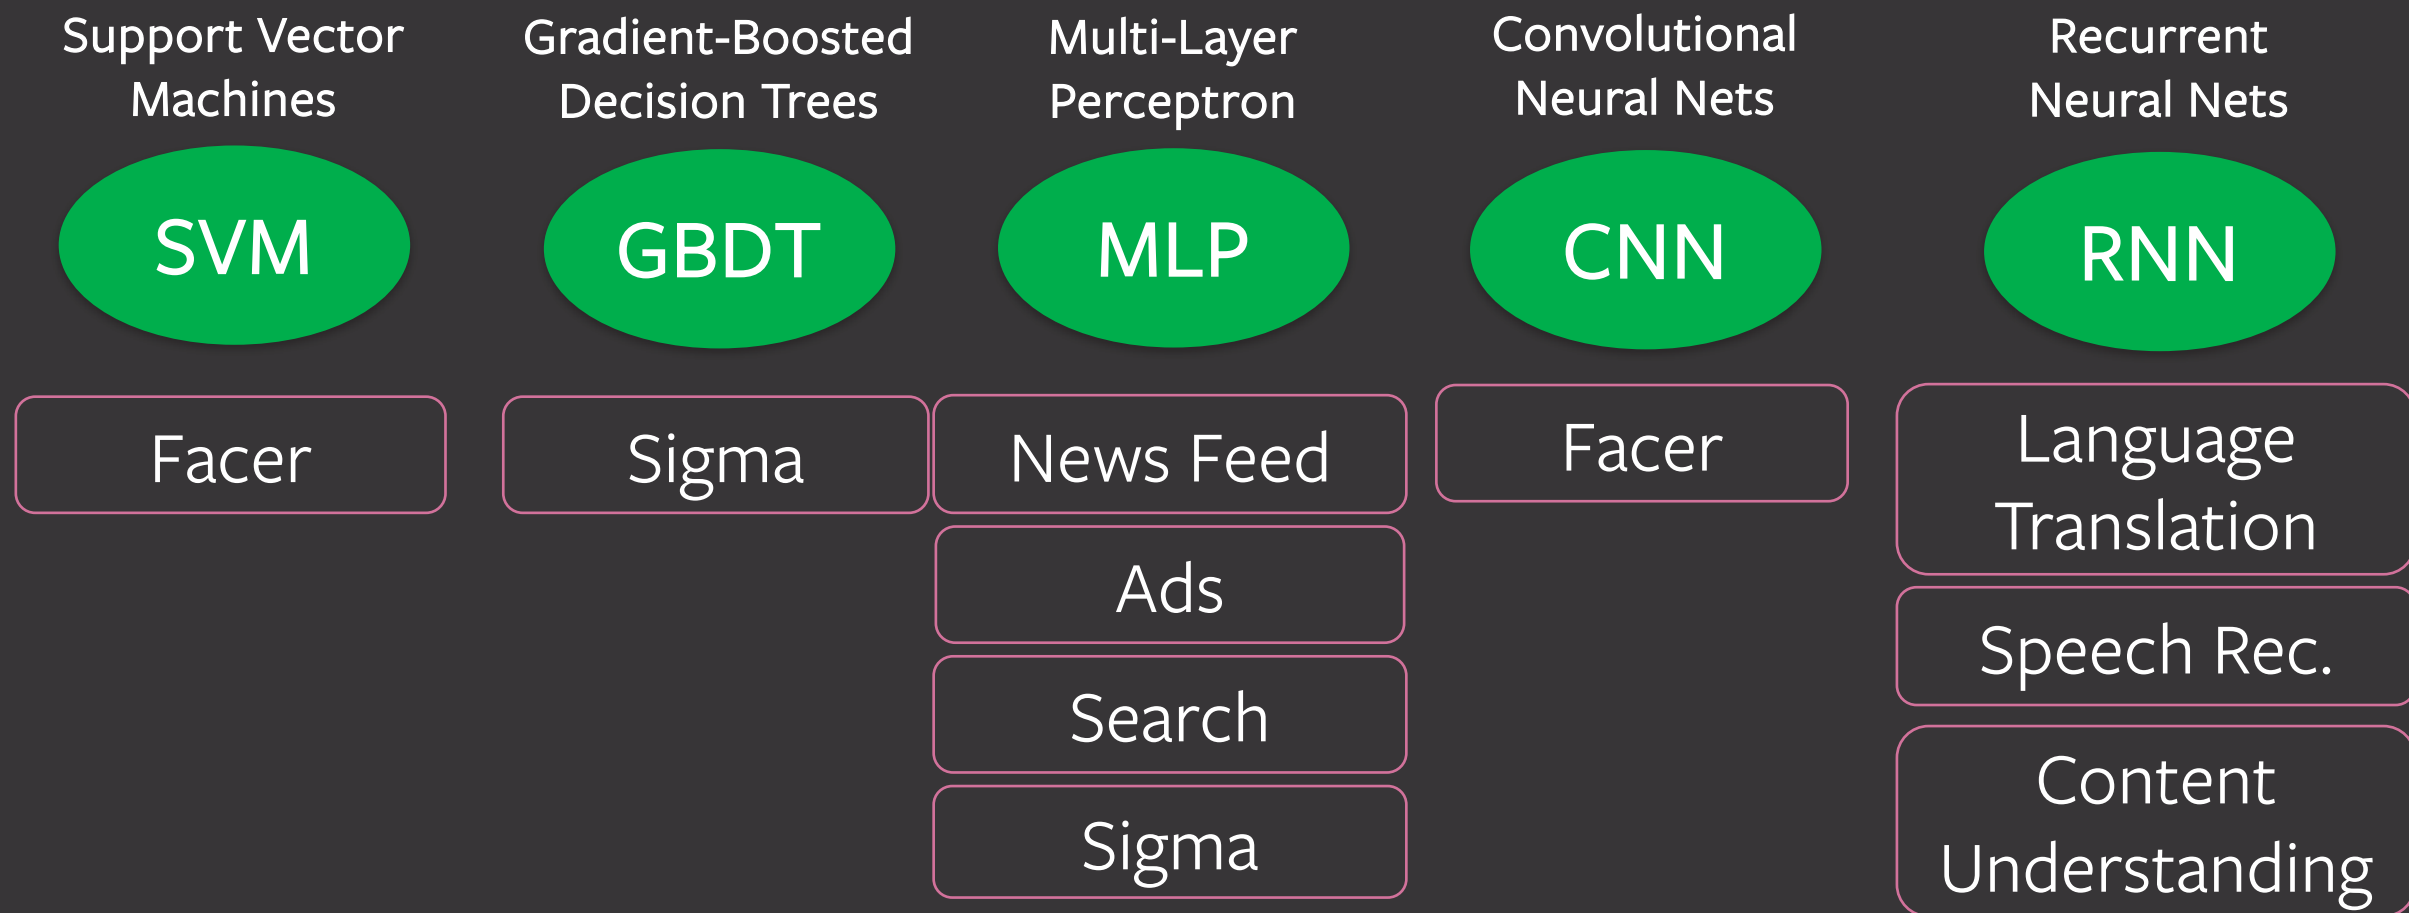 Support Vector
Machines
SVM
Facer
Gradient-Boosted
Decision Trees
GBDT
Sigma
Multi-Layer
Perceptron
MLP
News Feed
Ads
Search
Sigma
Convolutional
Neural Nets
CNN
Facer
Recurrent
Neural Nets
RNN
Language
Translation
Speech Rec.
Content
Understanding